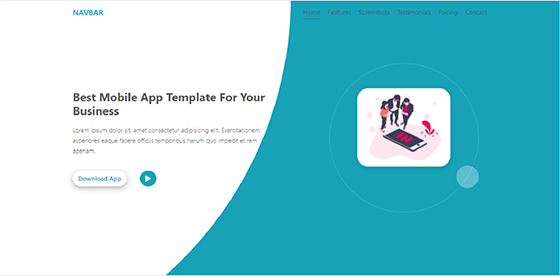 NAVBAR
Home Features Screenshots Testimonials Pricing Contact
Best Mobile App Template For Your
Business
Lorem ipsum dolor sit, amet consectetur adipisicing elit. Exercitationem
asperiores eaque facere officiis temporibus harum quo impedit et rem
aperiam.
Download App